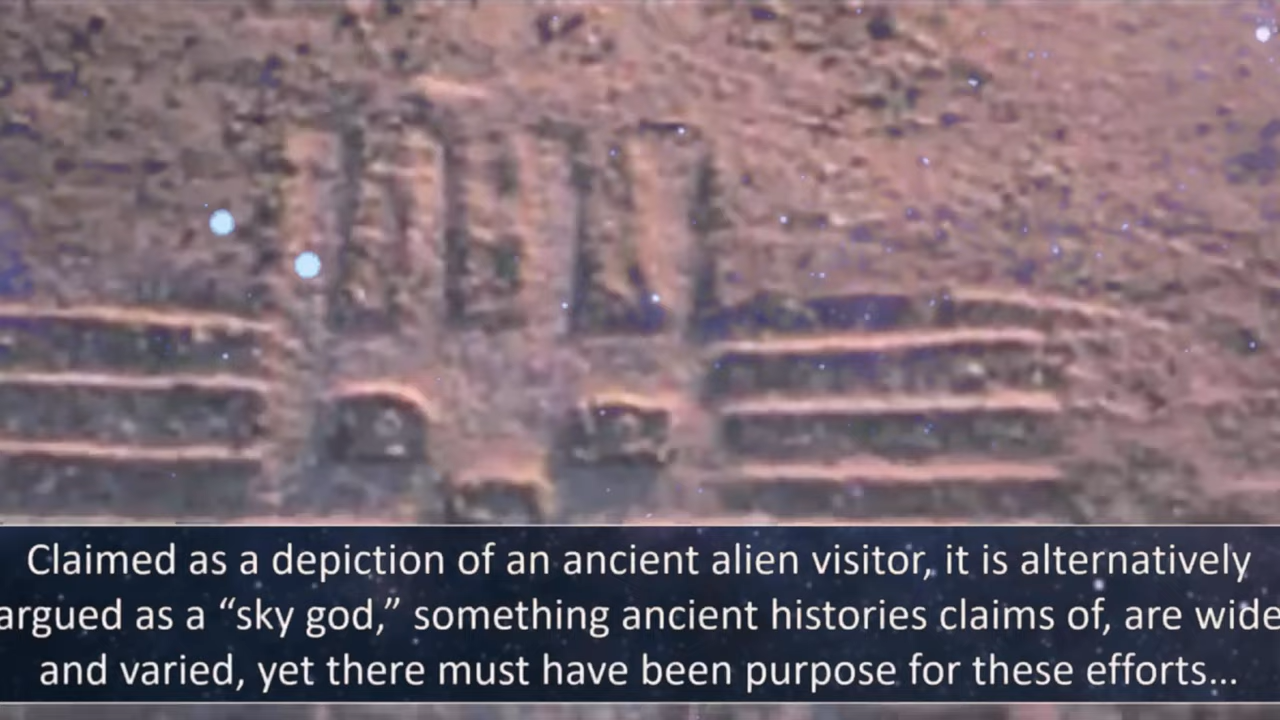 Claimed as a depiction of an ancient alien visitor, it is alternatively
argued as a “sky god,” something ancient histories claims of, are wide
and varied, yet there must have been purpose for these efforts…